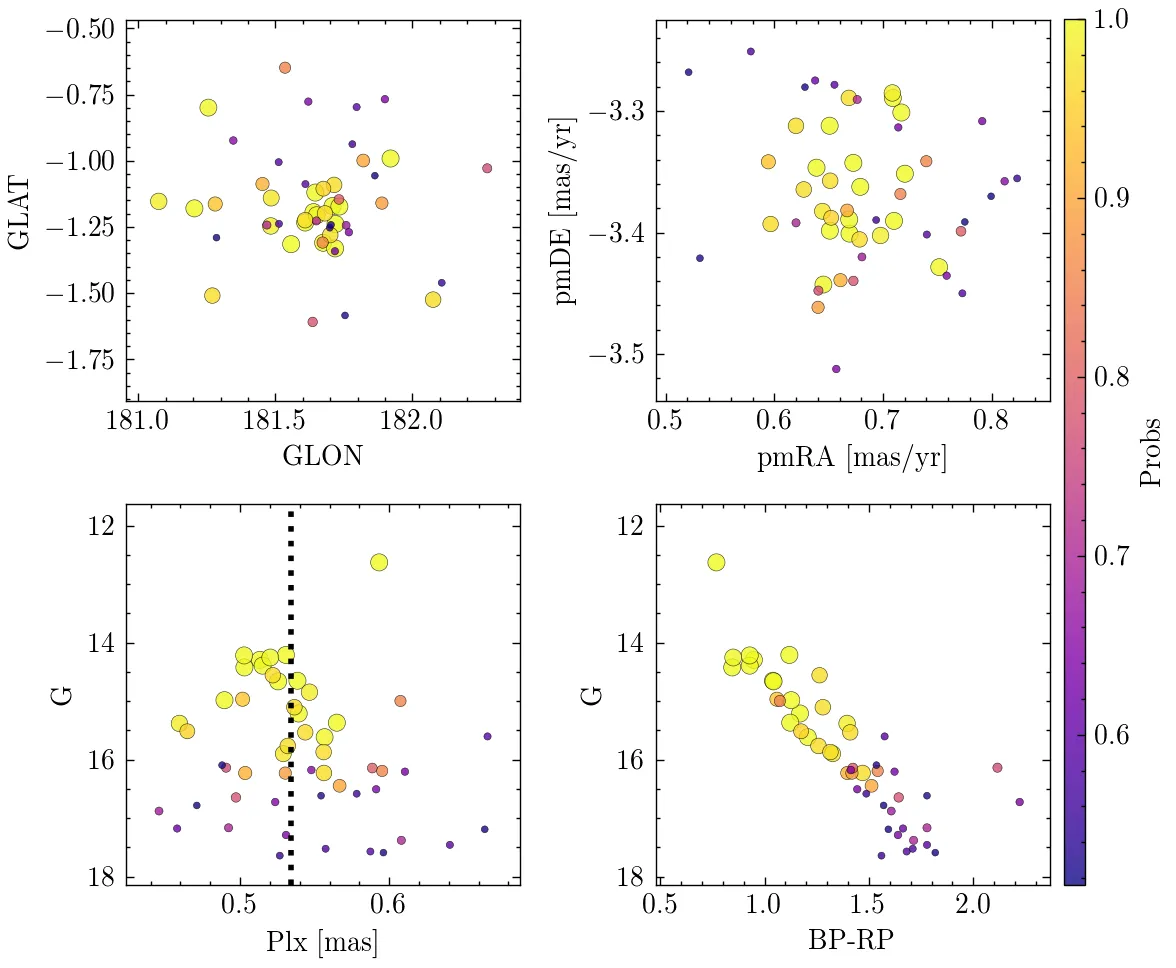 −0.50
−0.75
−1.00
−1.25
−1.50
−1.75
GLAT
181.0 181.5 182.0
GLON
−3.3
−3.4
−3.5
pmDE [mas/yr]
0.5 0.6 0.7 0.8
pmRA [mas/yr]
12
14
16
18
G
0.5 0.6
Plx [mas]
12
14
16
18
G
0.5 1.0 1.5 2.0
BP-RP
1.0
0.9
0.8
0.7
0.6
Probs